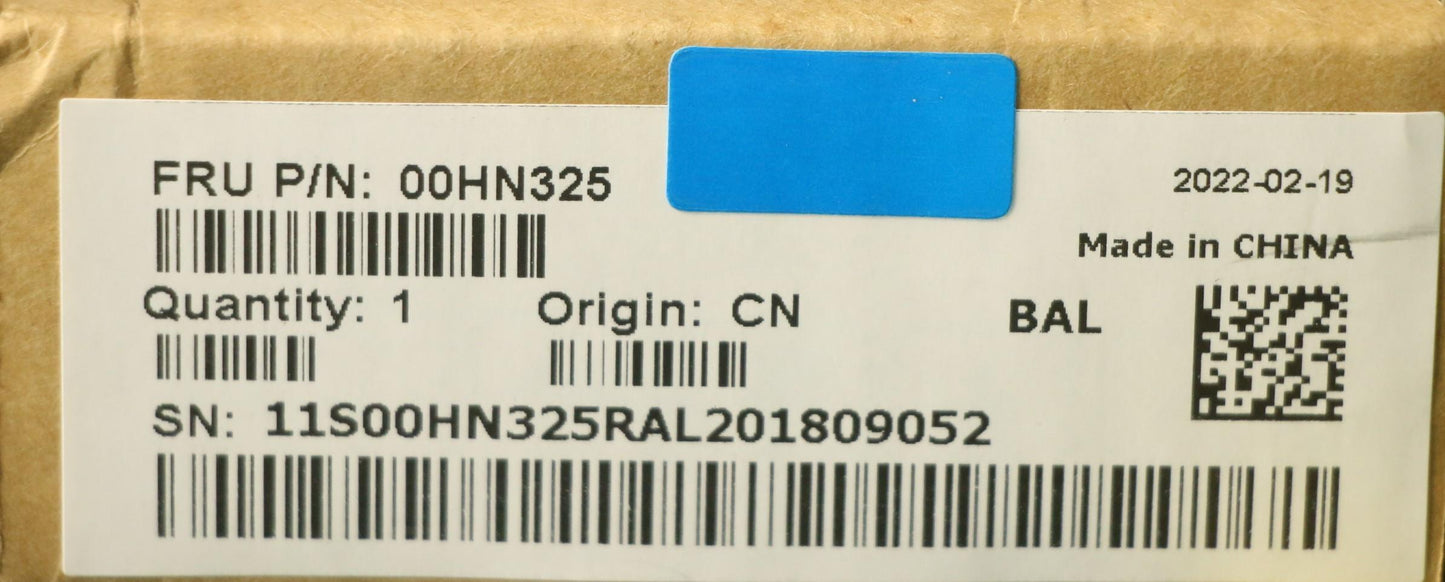 FRU P/N: 00HN325
2022-02-19
Made in CHINA
Quantity: 1 Origin: CN BAL
SN: 11S00HN325RAL201809052